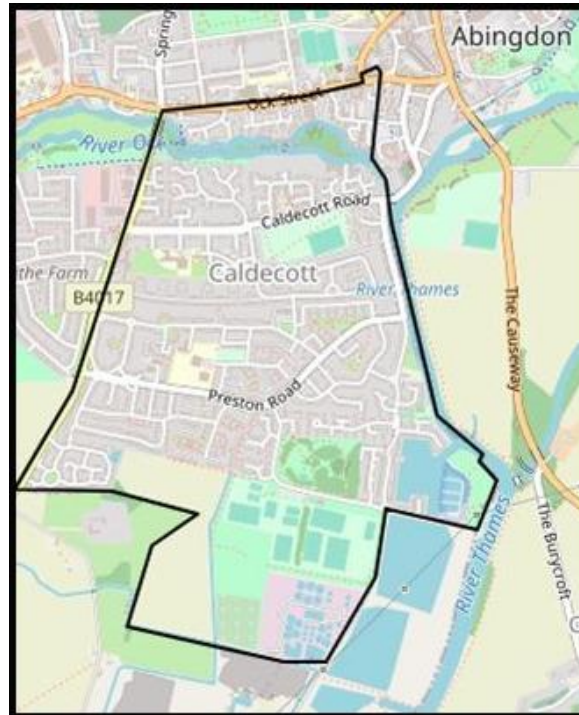 Abingdon
Spring
Ock Street
River Oc
Caldecott Road
Caldecott
the Farm
River Thames
B4017
The Causeway
Preston Road
River Thames
The Burycroft